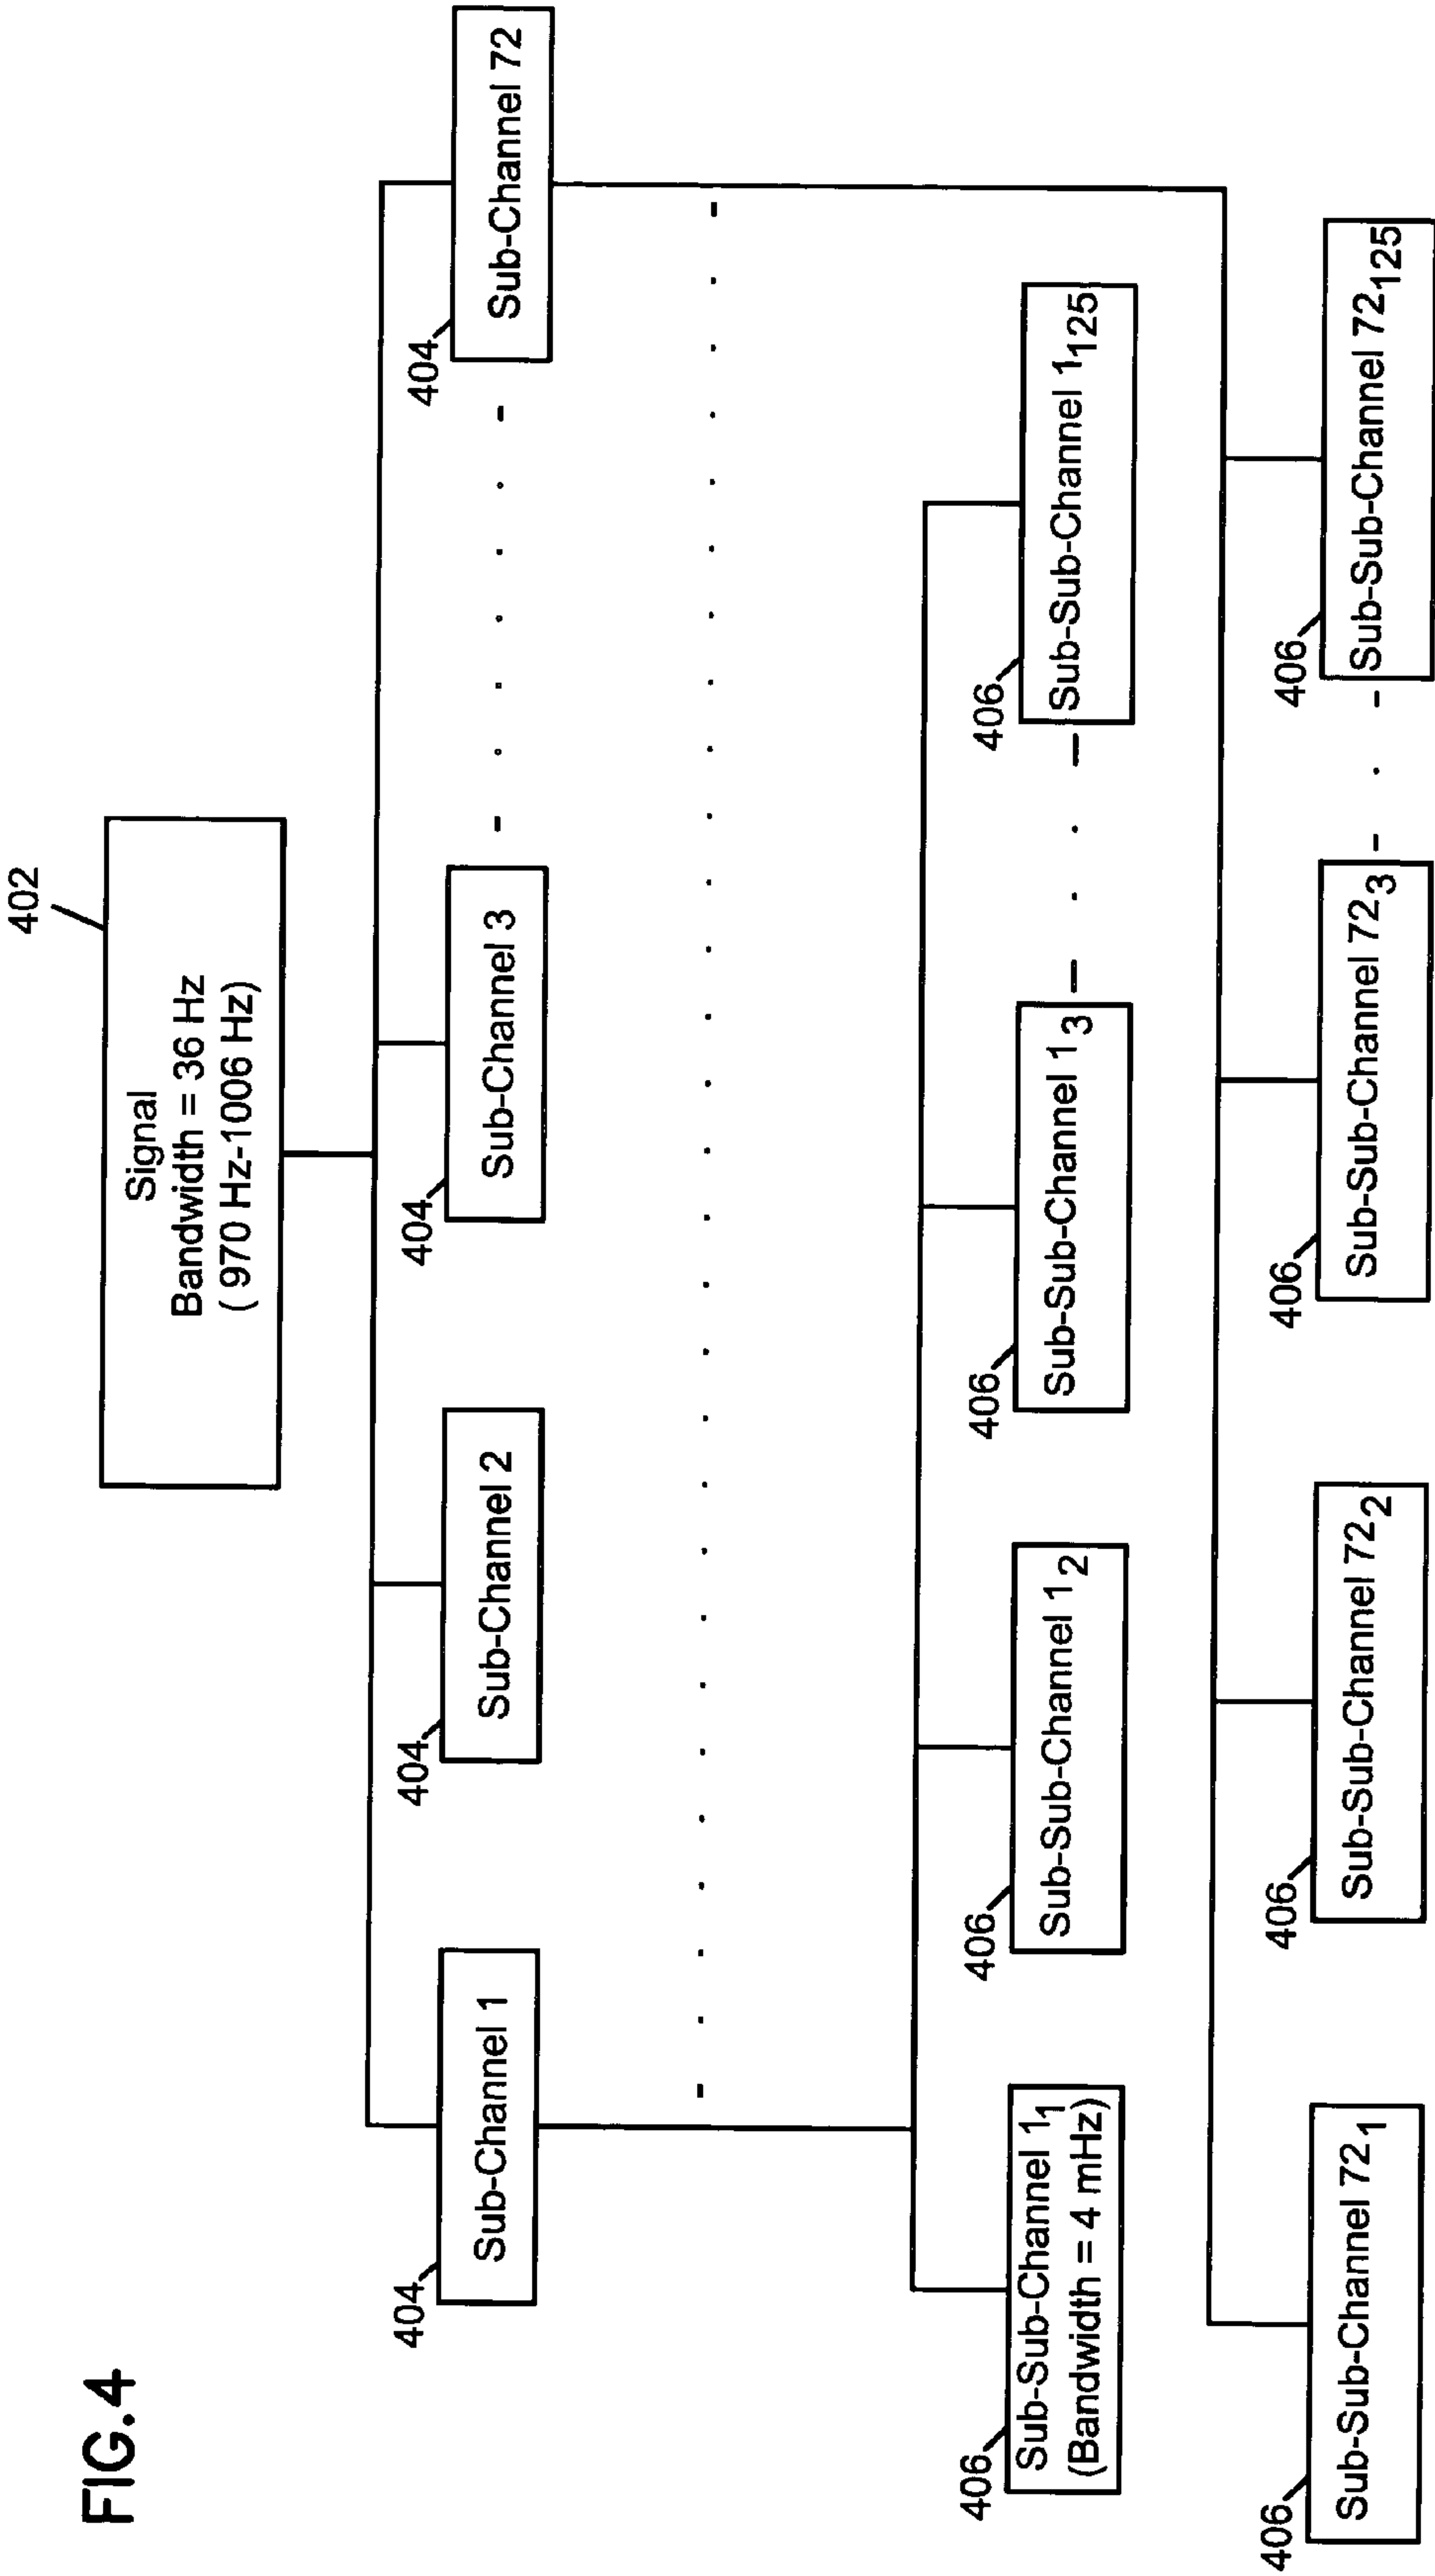 FIG.4
402
Signal
Bandwidth = 36 Hz
( 970 Hz-1006 Hz)
404
Sub-Channel 1
404
Sub-Channel 2
404
Sub-Channel 3
404
Sub-Channel 72
406
Sub-Sub-Channel 1₁
(Bandwidth = 4 mHz)
406
Sub-Sub-Channel 1₂
406
Sub-Sub-Channel 1₃
406
Sub-Sub-Channel 1₁₂₅
406
Sub-Sub-Channel 72₁
406
Sub-Sub-Channel 72₂
406
Sub-Sub-Channel 72₃
406
Sub-Sub-Channel 72₁₂₅